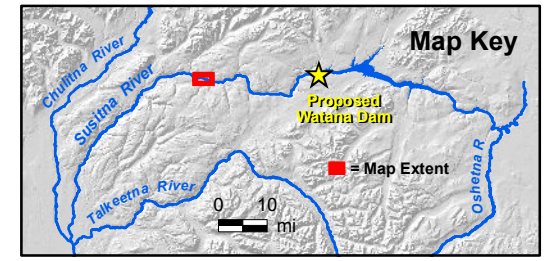 Map Key
Chulitna River
Susitna River
Proposed
Watana Dam
= Map Extent
Talkeetna River
Oshetna R
0 10
mi